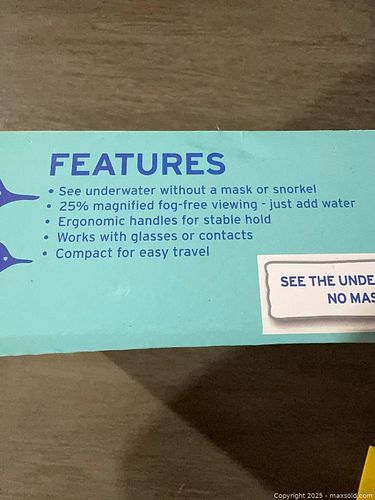 FEATURES
• See underwater without a mask or snorkel
• 25% magnified fog-free viewing - just add water
• Ergonomic handles for stable hold
• Works with glasses or contacts
• Compact for easy travel
SEE THE UNDE
NO MAS
Copyright 2025 - maxsold.com